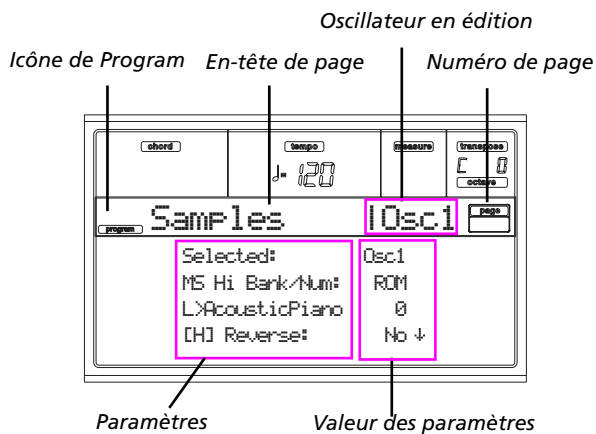 Oscillateur en édition
Icône de Program En-tête de page Numéro de page
chord tempo measure transpose
♩= 120 C 0
octave
program Samples |Osc1 page
Selected: Osc1
MS Hi Bank/Num: ROM
L>AcousticPiano 0
[H] Reverse: No ↓
Paramètres Valeur des paramètres